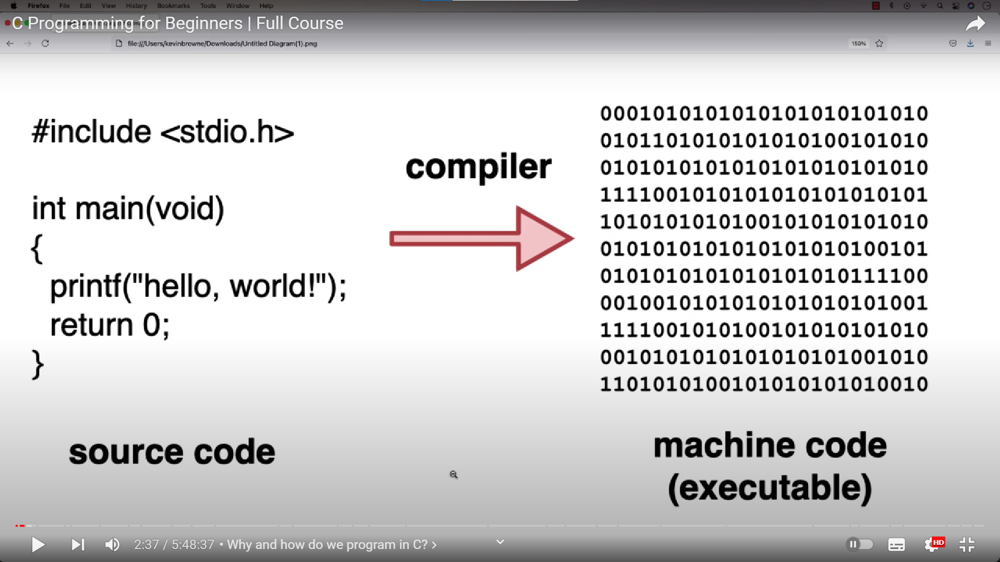 Firefox File Edit View History Bookmarks Tools Window Help
C Programming for Beginners | Full Course
file:///Users/kevinbrowne/Downloads/Untitled Diagram(1).png
150%
#include <stdio.h>
int main(void)
{
printf("hello, world!");
return 0;
}
source code
compiler
0001010101010101010101010
0101101010101010100101010
0101010101010101010101010
1111001010101010101010101
1010101010100101010101010
0101010101010101010100101
0101010101010101010111100
0010010101010101010101001
1111001010100101010101010
0010101010101010101001010
1101010100101010101010010
machine code
(executable)
2:37 / 5:48:37 • Why and how do we program in C?
HD